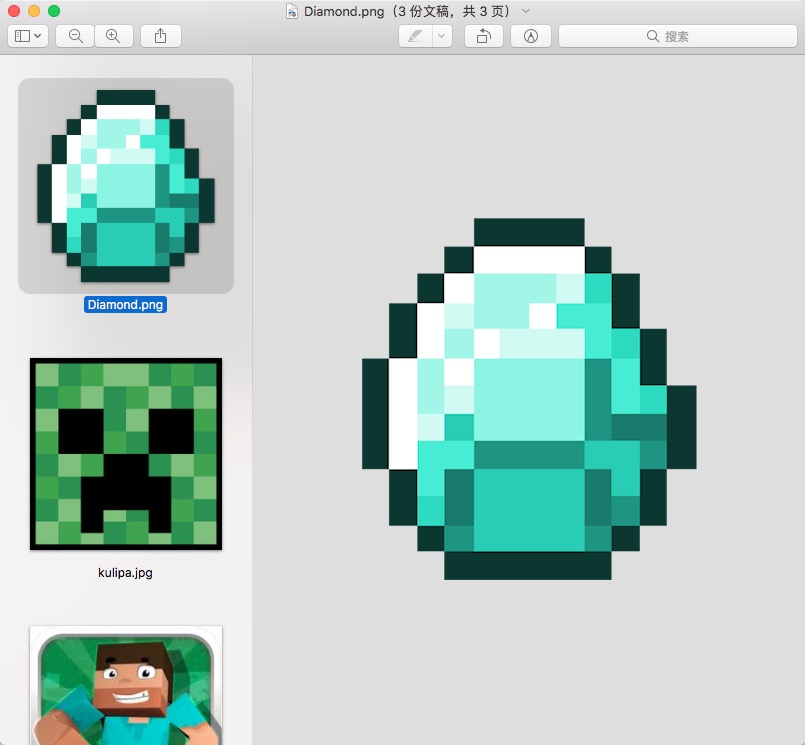 Diamond.png（3 份文稿，共 3 页）
搜索
Diamond.png
kulipa.jpg